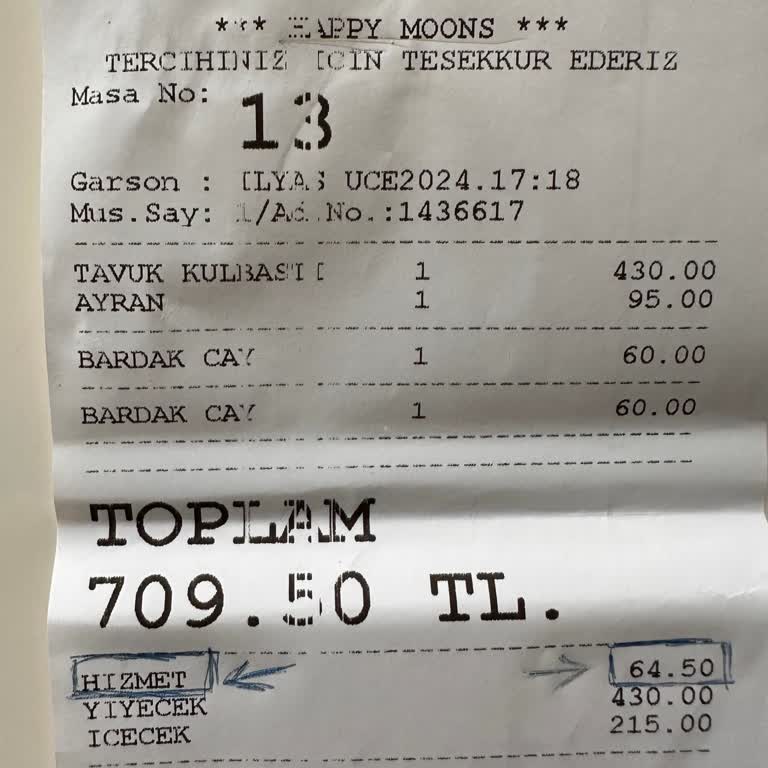 *** HAPPY MOONS ***
TERCIHINIZ ICIN TESEKKUR EDERIZ
Masa No: 13
Garson : ILYAS UCE2024.17:18
Mus.Say: 1/Ad.No.:1436617
TAVUK KULBASTI 1 430.00
AYRAN 1 95.00
BARDAK CAY 1 60.00
BARDAK CAY 1 60.00
TOPLAM
709.50 TL.
HIZMET 64.50
YIYECEK 430.00
ICECEK 215.00